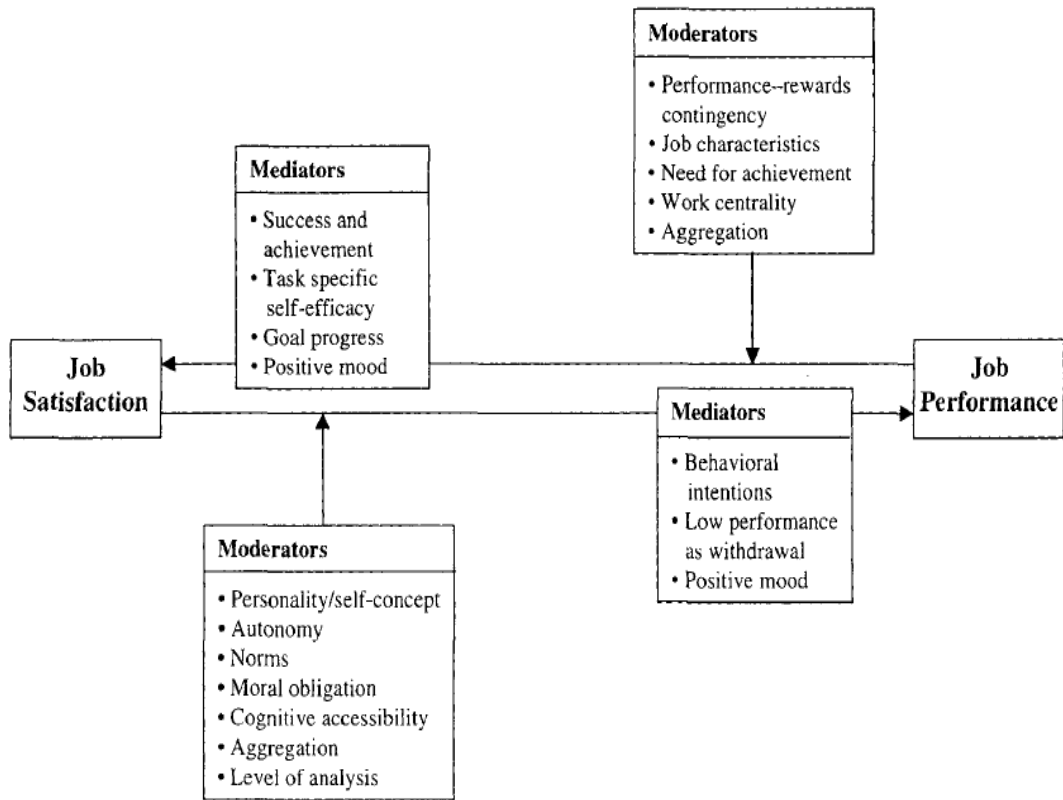 Moderators
• Performance--rewards
contingency
• Job characteristics
• Need for achievement
• Work centrality
• Aggregation
Mediators
• Success and
achievement
• Task specific
self-efficacy
• Goal progress
• Positive mood
Job
Satisfaction
Job
Performance
Mediators
• Behavioral
intentions
• Low performance
as withdrawal
• Positive mood
Moderators
• Personality/self-concept
• Autonomy
• Norms
• Moral obligation
• Cognitive accessibility
• Aggregation
• Level of analysis